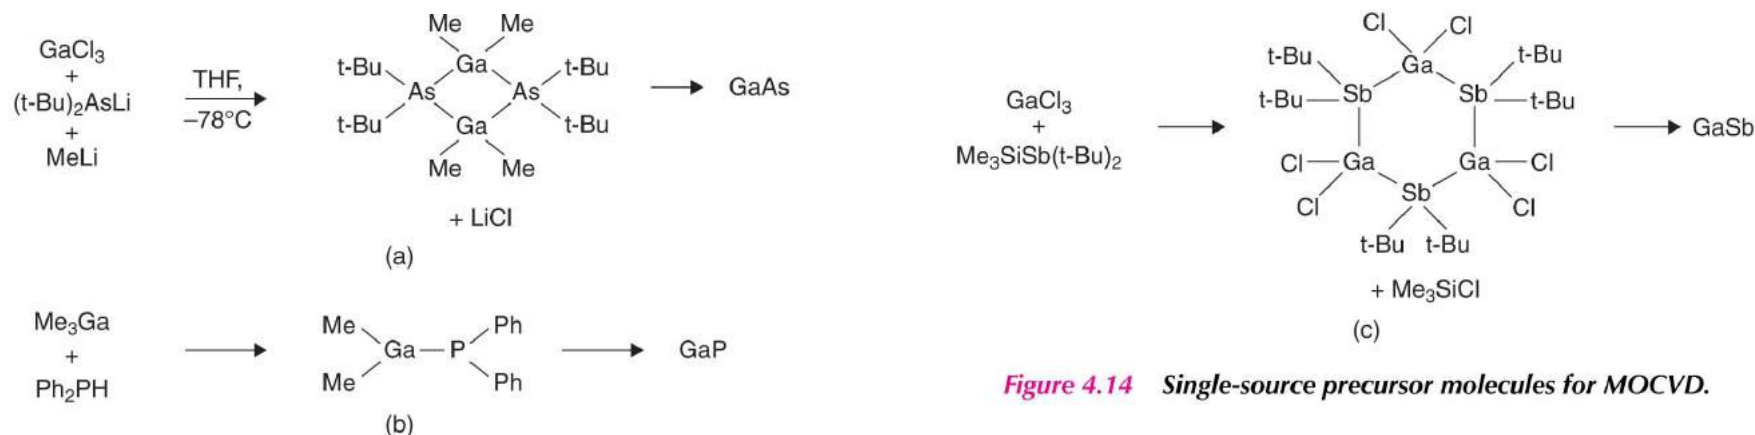 GaCl₃
+
(t-Bu)₂AsLi
+
MeLi
THF,
–78°C
Me Me
t-Bu Ga t-Bu
As As
t-Bu Ga t-Bu
Me Me
+ LiCl
GaAs
(a)
Me₃Ga
+
Ph₂PH
Me Ph
Ga — P
Me Ph
GaP
(b)
GaCl₃
+
Me₃SiSb(t-Bu)₂
Cl Cl
t-Bu Ga t-Bu
t-Bu Sb Sb t-Bu
Cl Ga Ga Cl
Cl Sb Cl
t-Bu t-Bu
+ Me₃SiCl
GaSb
(c)
Figure 4.14 Single-source precursor molecules for MOCVD.